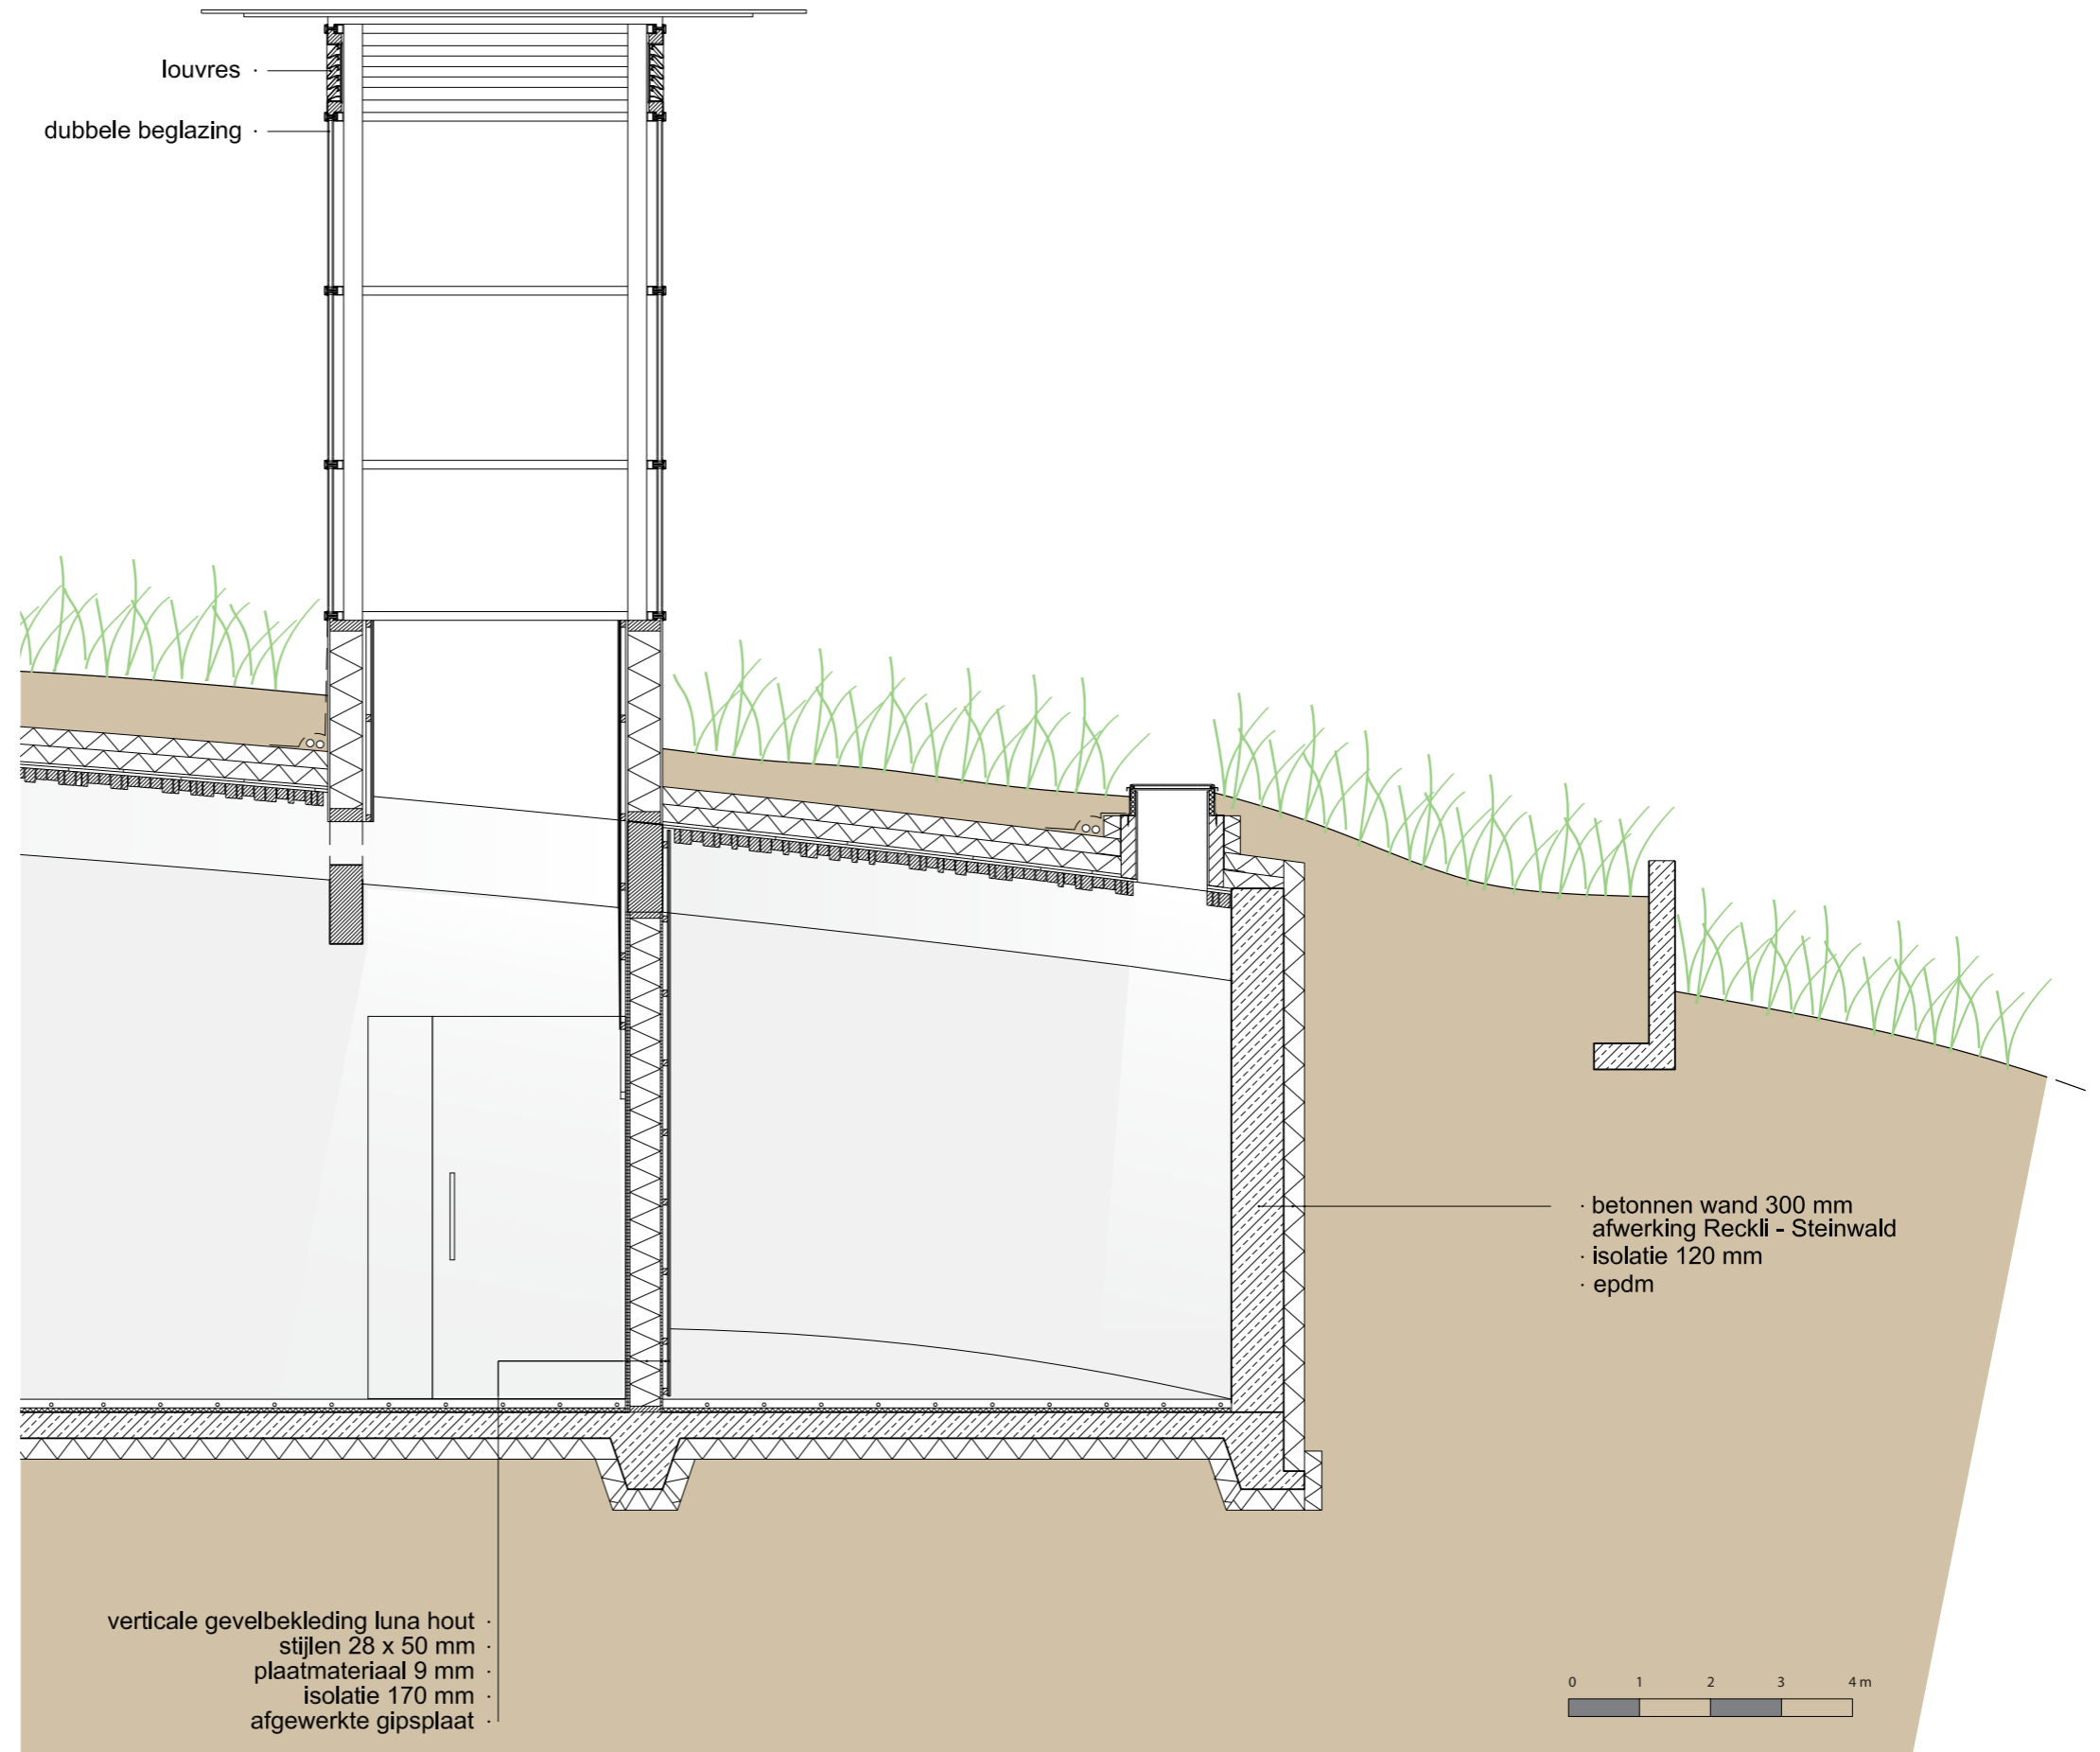 louvres ·
dubbele beglazing ·
· betonnen wand 300 mm
afwerking Reckli - Steinwald
· isolatie 120 mm
· epdm
verticale gevelbekleding luna hout ·
stijlen 28 x 50 mm ·
plaatmateriaal 9 mm ·
isolatie 170 mm ·
afgewerkte gipsplaat ·
0 1 2 3 4 m